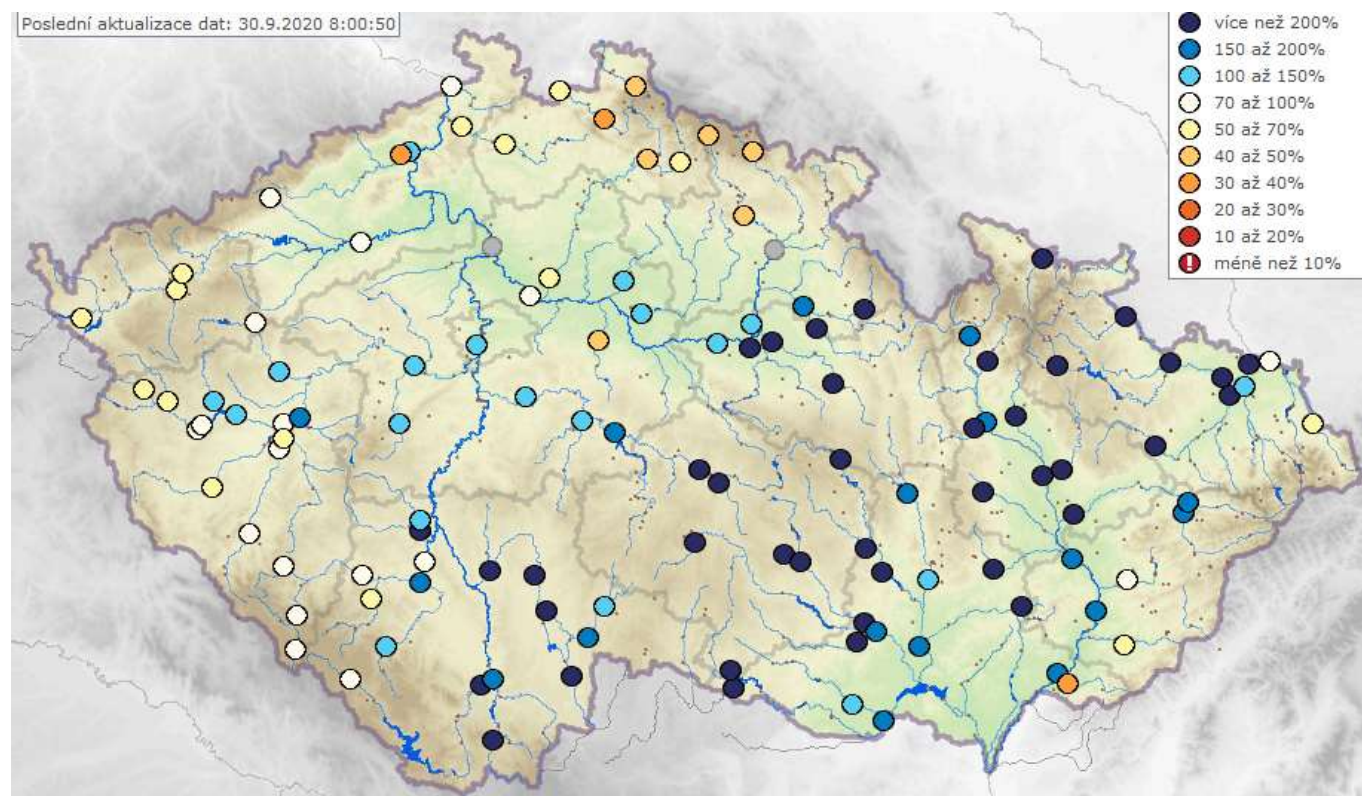 Poslední aktualizace dat: 30.9.2020 8:00:50
více než 200%
150 až 200%
100 až 150%
70 až 100%
50 až 70%
40 až 50%
30 až 40%
20 až 30%
10 až 20%
méně než 10%